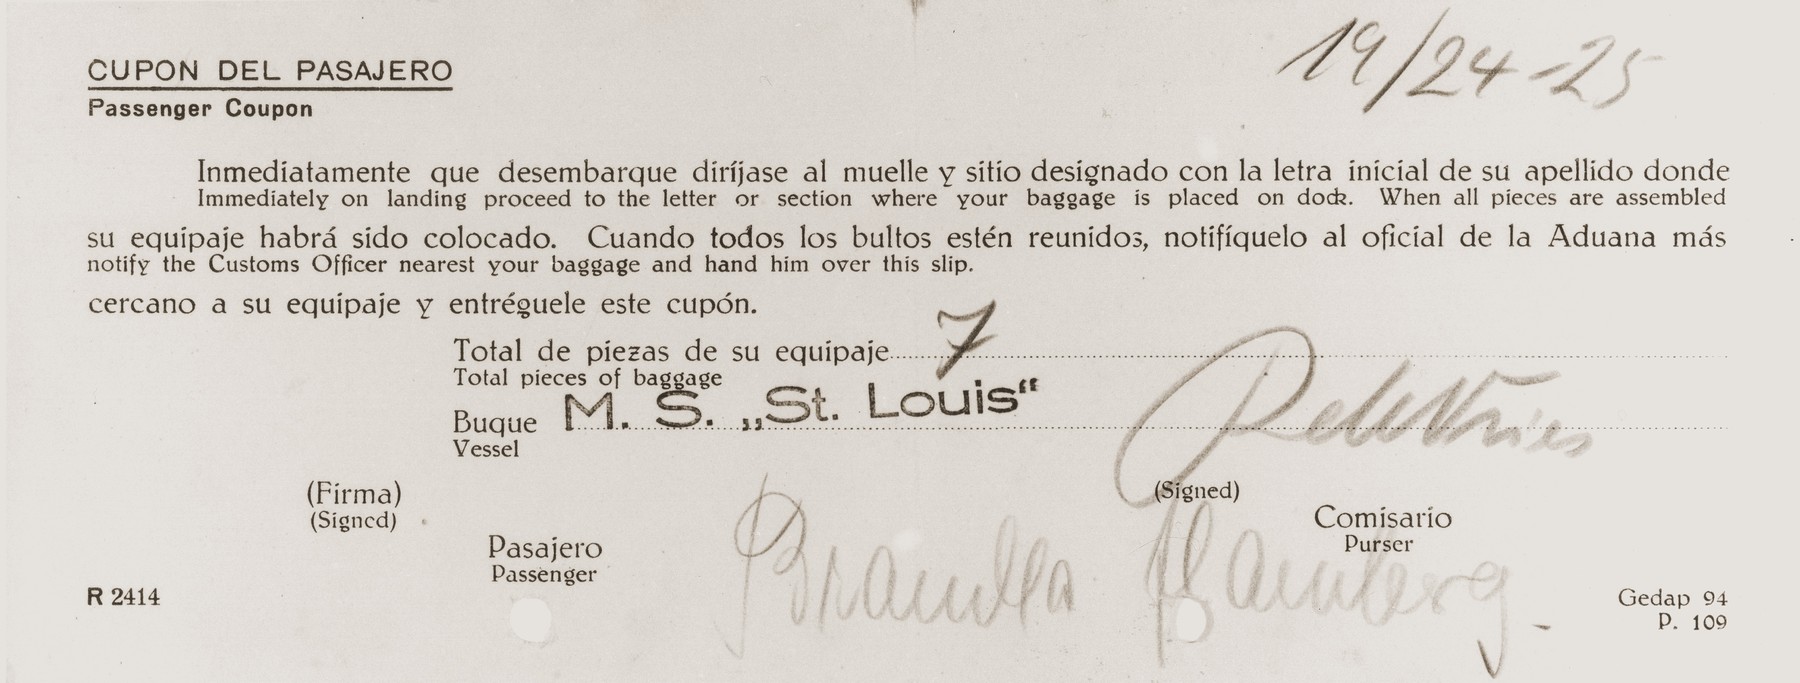 19/24-25
CUPON DEL PASAJERO
Passenger Coupon
Inmediatamente que desembarque diríjase al muelle y sitio designado con la letra inicial de su apellido donde
Immediately on landing proceed to the letter or section where your baggage is placed on dock. When all pieces are assembled
su equipaje habrá sido colocado. Cuando todos los bultos estén reunidos, notifíquelo al oficial de la Aduana más
notify the Customs Officer nearest your baggage and hand him over this slip.
cercano a su equipaje y entréguele este cupón.
Total de piezas de su equipaje 7
Total pieces of baggage
Buque M. S. „St. Louis“
Vessel
(Firma)
(Signed)
(Signed)
Comisario
Purser
Pasajero
Passenger
R 2414
Gedap 94
P. 109